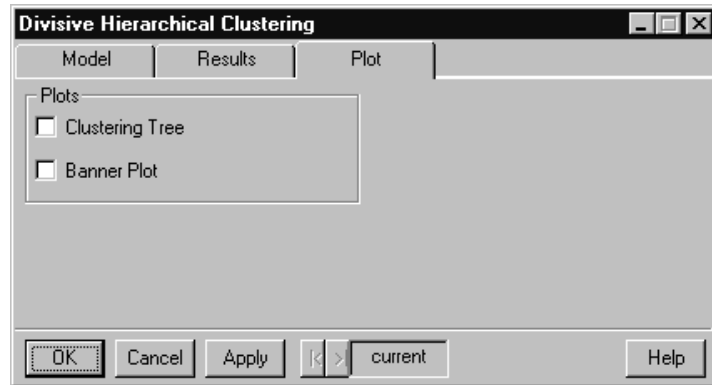 Divisive Hierarchical Clustering
Model Results Plot
Plots
Clustering Tree
Banner Plot
OK Cancel Apply current Help